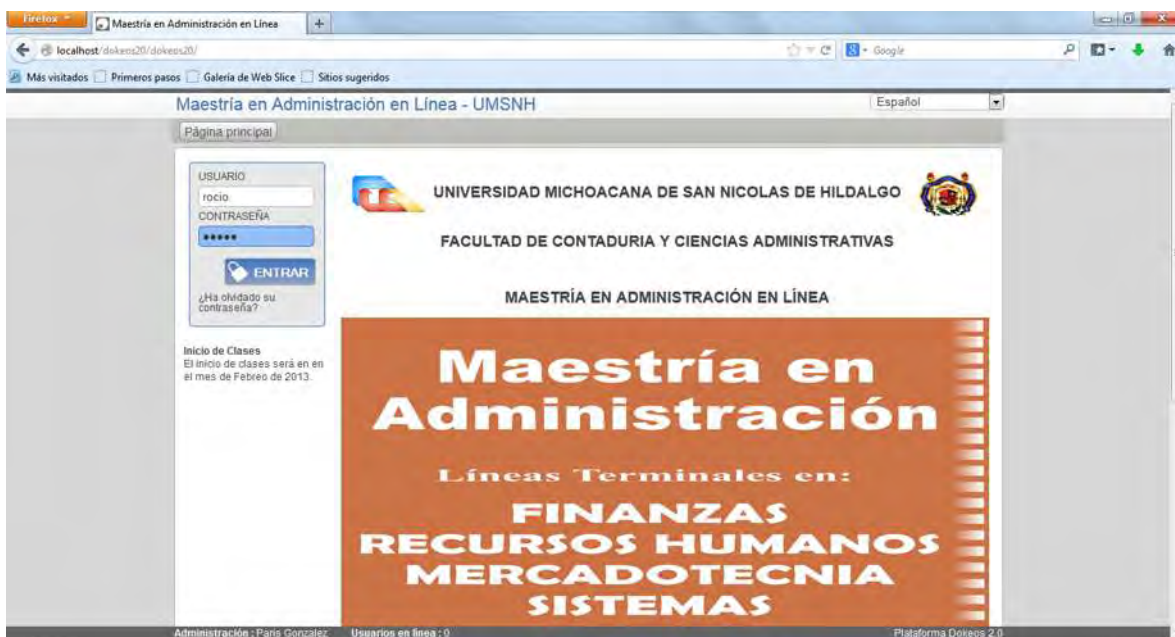 Firefox
Maestría en Administración en Línea
localhost/dokeos20/dokeos20/
Google
Más visitados
Primeros pasos
Galería de Web Slice
Sitios sugeridos
Maestría en Administración en Línea - UMSNH
Español
Página principal
USUARIO
rocio
CONTRASEÑA
•••••
ENTRAR
¿Ha olvidado su
contraseña?
Inicio de Clases
El inicio de clases será en en
el mes de Febreo de 2013.
UNIVERSIDAD MICHOACANA DE SAN NICOLAS DE HILDALGO
FACULTAD DE CONTADURIA Y CIENCIAS ADMINISTRATIVAS
MAESTRÍA EN ADMINISTRACIÓN EN LÍNEA
Maestría en
Administración
Líneas Terminales en:
FINANZAS
RECURSOS HUMANOS
MERCADOTECNIA
SISTEMAS
Administración : Paris Gonzalez
Usuarios en línea : 0
Plataforma Dokeos 2.0